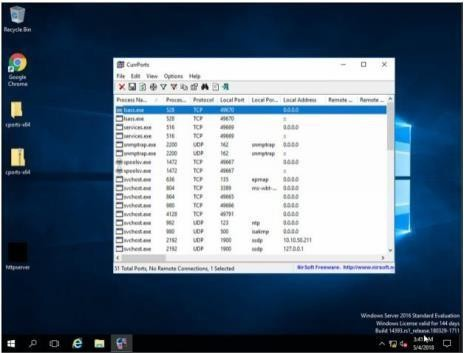 Recycle Bin
Google Chrome
cports-x64
cports-x64
httpserver
CurrPorts
File Edit View Options Help
Process Na... / Proces... Protocol Local Port Local Por... Local Address Remote ... Remote ...
lsass.exe 528 TCP 49670 0.0.0.0
lsass.exe 528 TCP 49670 ::
services.exe 516 TCP 49669 0.0.0.0
services.exe 516 TCP 49669 ::
snmptrap.exe 2200 UDP 162 snmptrap 0.0.0.0
snmptrap.exe 2200 UDP 162 snmptrap ::
spoolsv.exe 1472 TCP 49667 0.0.0.0
spoolsv.exe 1472 TCP 49667 ::
svchost.exe 636 TCP 135 epmap 0.0.0.0
svchost.exe 804 TCP 3389 ms-wbt-... 0.0.0.0
svchost.exe 864 TCP 49665 0.0.0.0
svchost.exe 980 TCP 49666 0.0.0.0
svchost.exe 4128 TCP 49791 0.0.0.0
svchost.exe 992 UDP 123 ntp 0.0.0.0
svchost.exe 980 UDP 500 isakmp 0.0.0.0
svchost.exe 2192 UDP 1900 ssdp 10.10.50.211
svchost.exe 2192 UDP 1900 ssdp 127.0.0.1
51 Total Ports, No Remote Connections, 1 Selected
NirSoft Freeware. http://www.nirsoft.n
Windows Server 2016 Standard Evaluation
Windows License valid for 144 days
Build 14393.rs1_release.180329-1711
5/4/2018